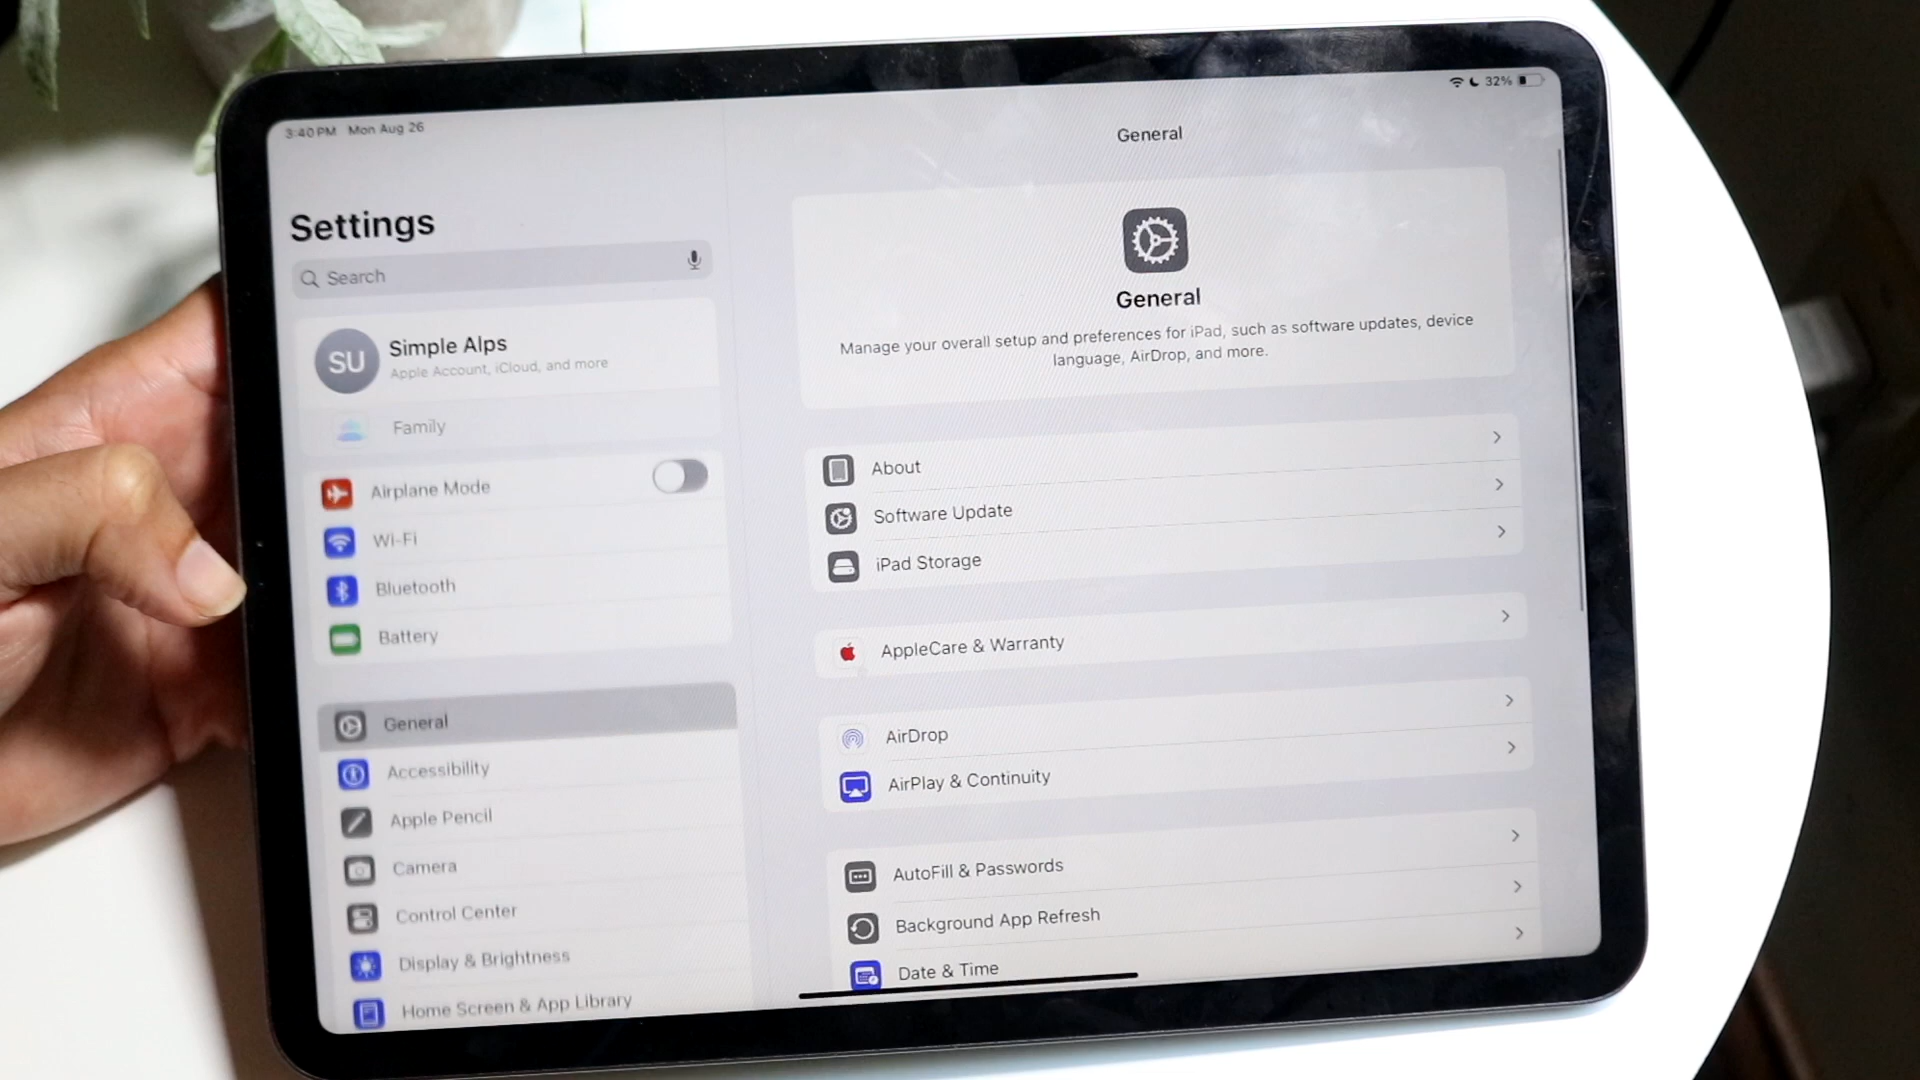 3:40 PM Mon Aug 26
32%
Settings
Search
SU
Simple Alps
Apple Account, iCloud, and more
Family
Airplane Mode
Wi-Fi
Bluetooth
Battery
General
Accessibility
Apple Pencil
Camera
Control Center
Display & Brightness
Home Screen & App Library
General
General
Manage your overall setup and preferences for iPad, such as software updates, device
language, AirDrop, and more.
About
Software Update
iPad Storage
AppleCare & Warranty
AirDrop
AirPlay & Continuity
AutoFill & Passwords
Background App Refresh
Date & Time